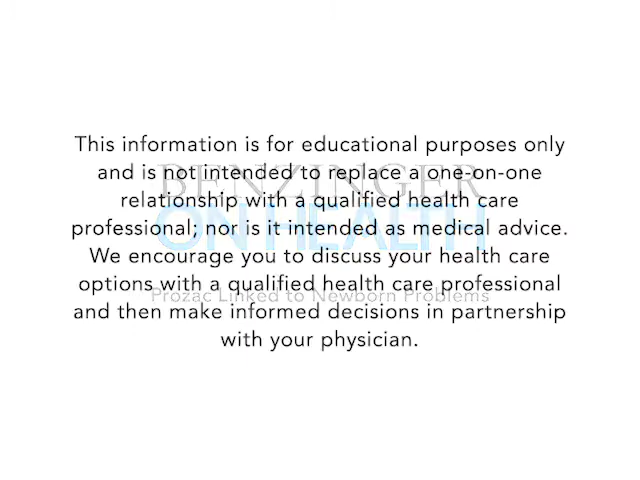 This information is for educational purposes only
and is not intended to replace a one-on-one
BENZINGER
relationship with a qualified health care
professional; nor is it intended as medical advice.
ON HEALTH
We encourage you to discuss your health care
options with a qualified health care professional
Prozac Linked to Newborn Problems
and then make informed decisions in partnership
with your physician.